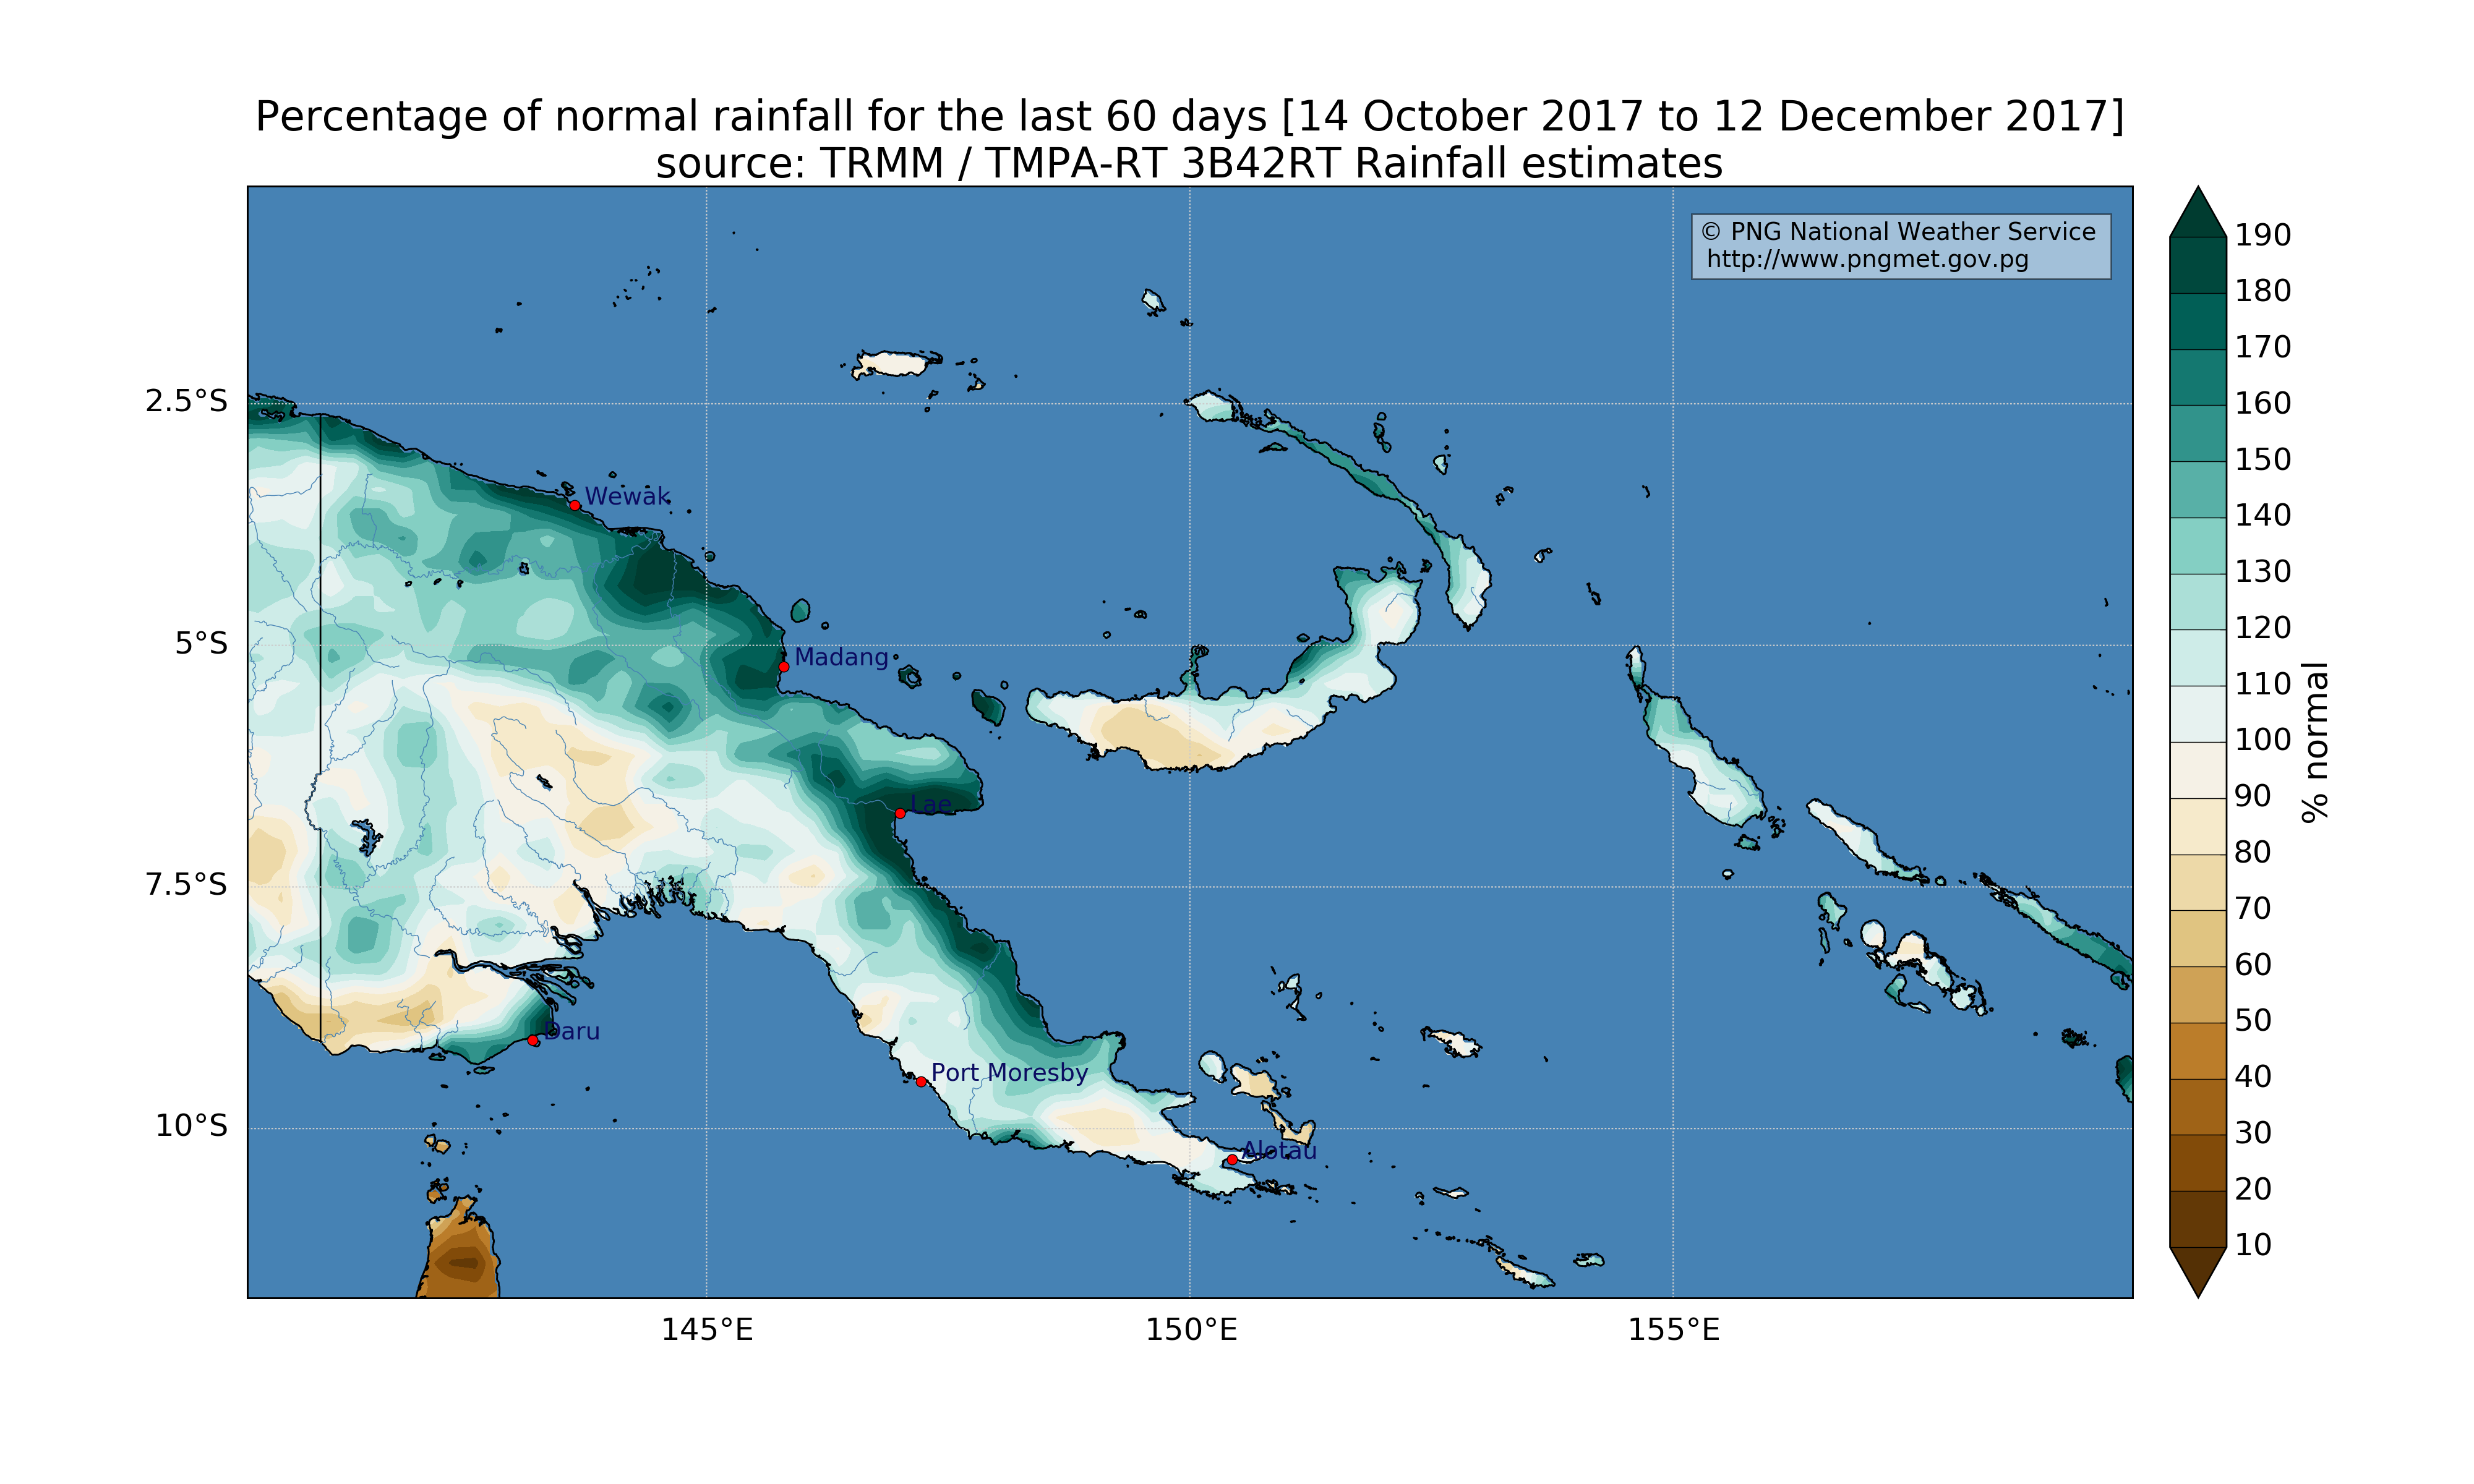 Percentage of normal rainfall for the last 60 days [14 October 2017 to 12 December 2017]
source: TRMM / TMPA-RT 3B42RT Rainfall estimates
© PNG National Weather Service
http://www.pngmet.gov.pg
2.5°S
5°S
7.5°S
10°S
145°E
150°E
155°E
Wewak
Madang
Lae
Daru
Port Moresby
Alotau
190
180
170
160
150
140
130
120
110
100
90
80
70
60
50
40
30
20
10
% normal